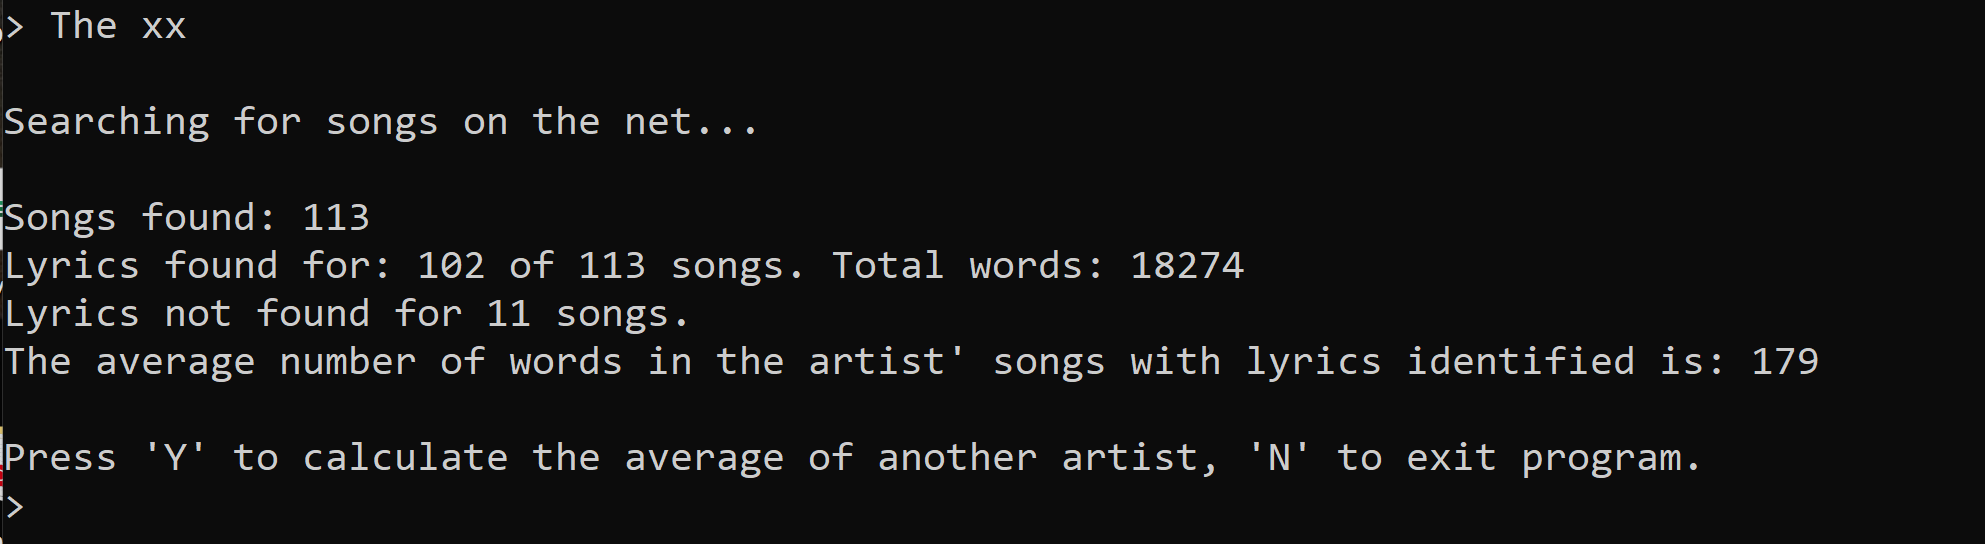 > The xx
Searching for songs on the net...
Songs found: 113
Lyrics found for: 102 of 113 songs. Total words: 18274
Lyrics not found for 11 songs.
The average number of words in the artist' songs with lyrics identified is: 179
Press 'Y' to calculate the average of another artist, 'N' to exit program.
>